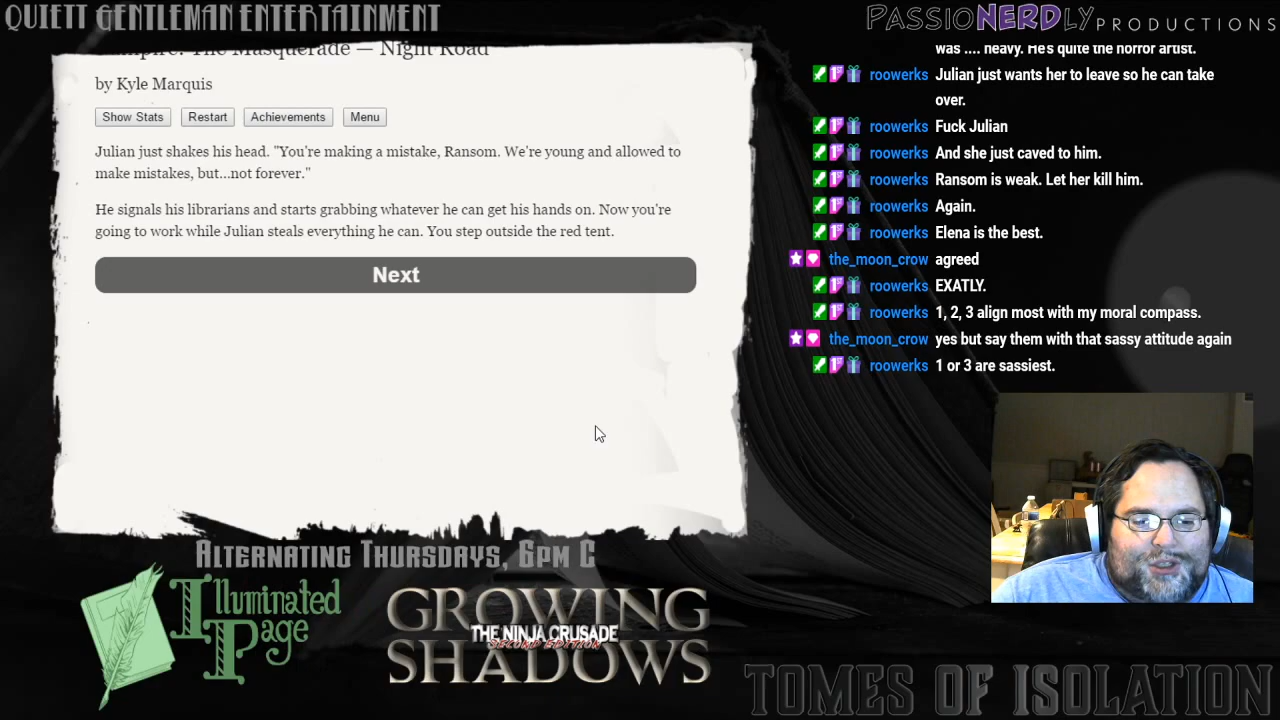 QUIETT GENTLEMAN ENTERTAINMENT
PASSIONERDLY PRODUCTIONS
The Masquerade — Night Road
by Kyle Marquis
Show Stats
Restart
Achievements
Menu
Julian just shakes his head. "You're making a mistake, Ransom. We're young and allowed to
make mistakes, but...not forever."
He signals his librarians and starts grabbing whatever he can get his hands on. Now you're
going to work while Julian steals everything he can. You step outside the red tent.
Next
was .... heavy. He's quite the horror artist.
roowerks Julian just wants her to leave so he can take
over.
roowerks Fuck Julian
roowerks And she just caved to him.
roowerks Ransom is weak. Let her kill him.
roowerks Again.
roowerks Elena is the best.
the_moon_crow agreed
roowerks EXATLY.
roowerks 1, 2, 3 align most with my moral compass.
the_moon_crow yes but say them with that sassy attitude again
roowerks 1 or 3 are sassiest.
ALTERNATING THURSDAYS, 6PM C
ILLUMINATED
PAGE
GROWING
THE NINJA CRUSADE
SECOND EDITION
SHADOWS
TOMES OF ISOLATION